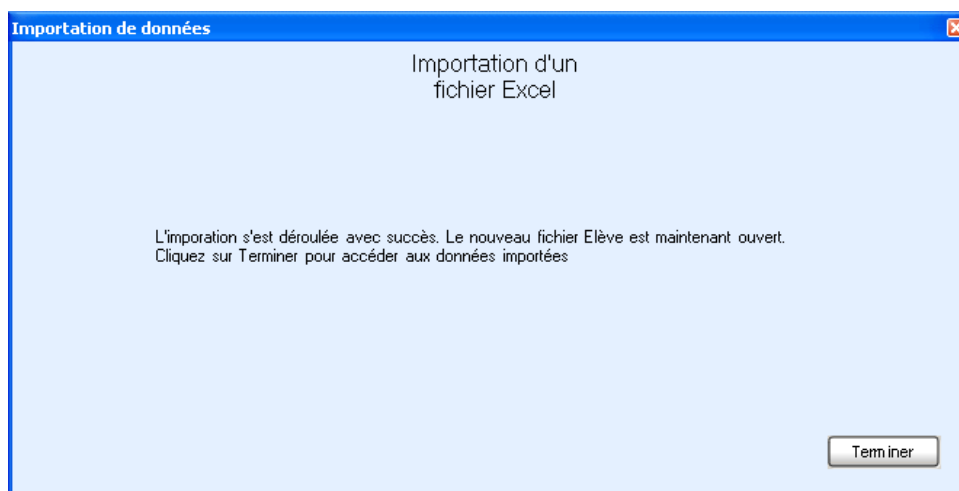 Importation de données
Importation d'un
fichier Excel
L'imporation s'est déroulée avec succès. Le nouveau fichier Elève est maintenant ouvert.
Cliquez sur Terminer pour accéder aux données importées
Terminer